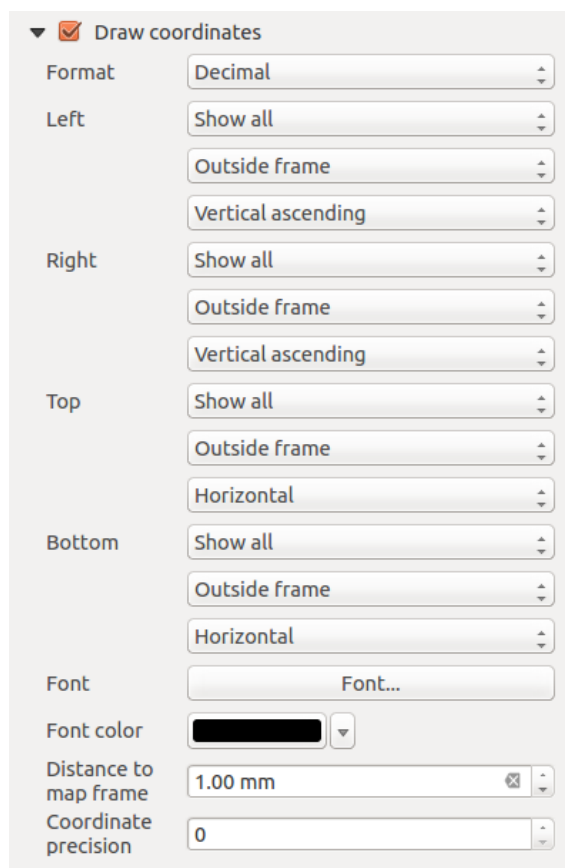 Draw coordinates
Format Decimal
Left Show all
Outside frame
Vertical ascending
Right Show all
Outside frame
Vertical ascending
Top Show all
Outside frame
Horizontal
Bottom Show all
Outside frame
Horizontal
Font Font...
Font color
Distance to
map frame 1.00 mm
Coordinate
precision 0